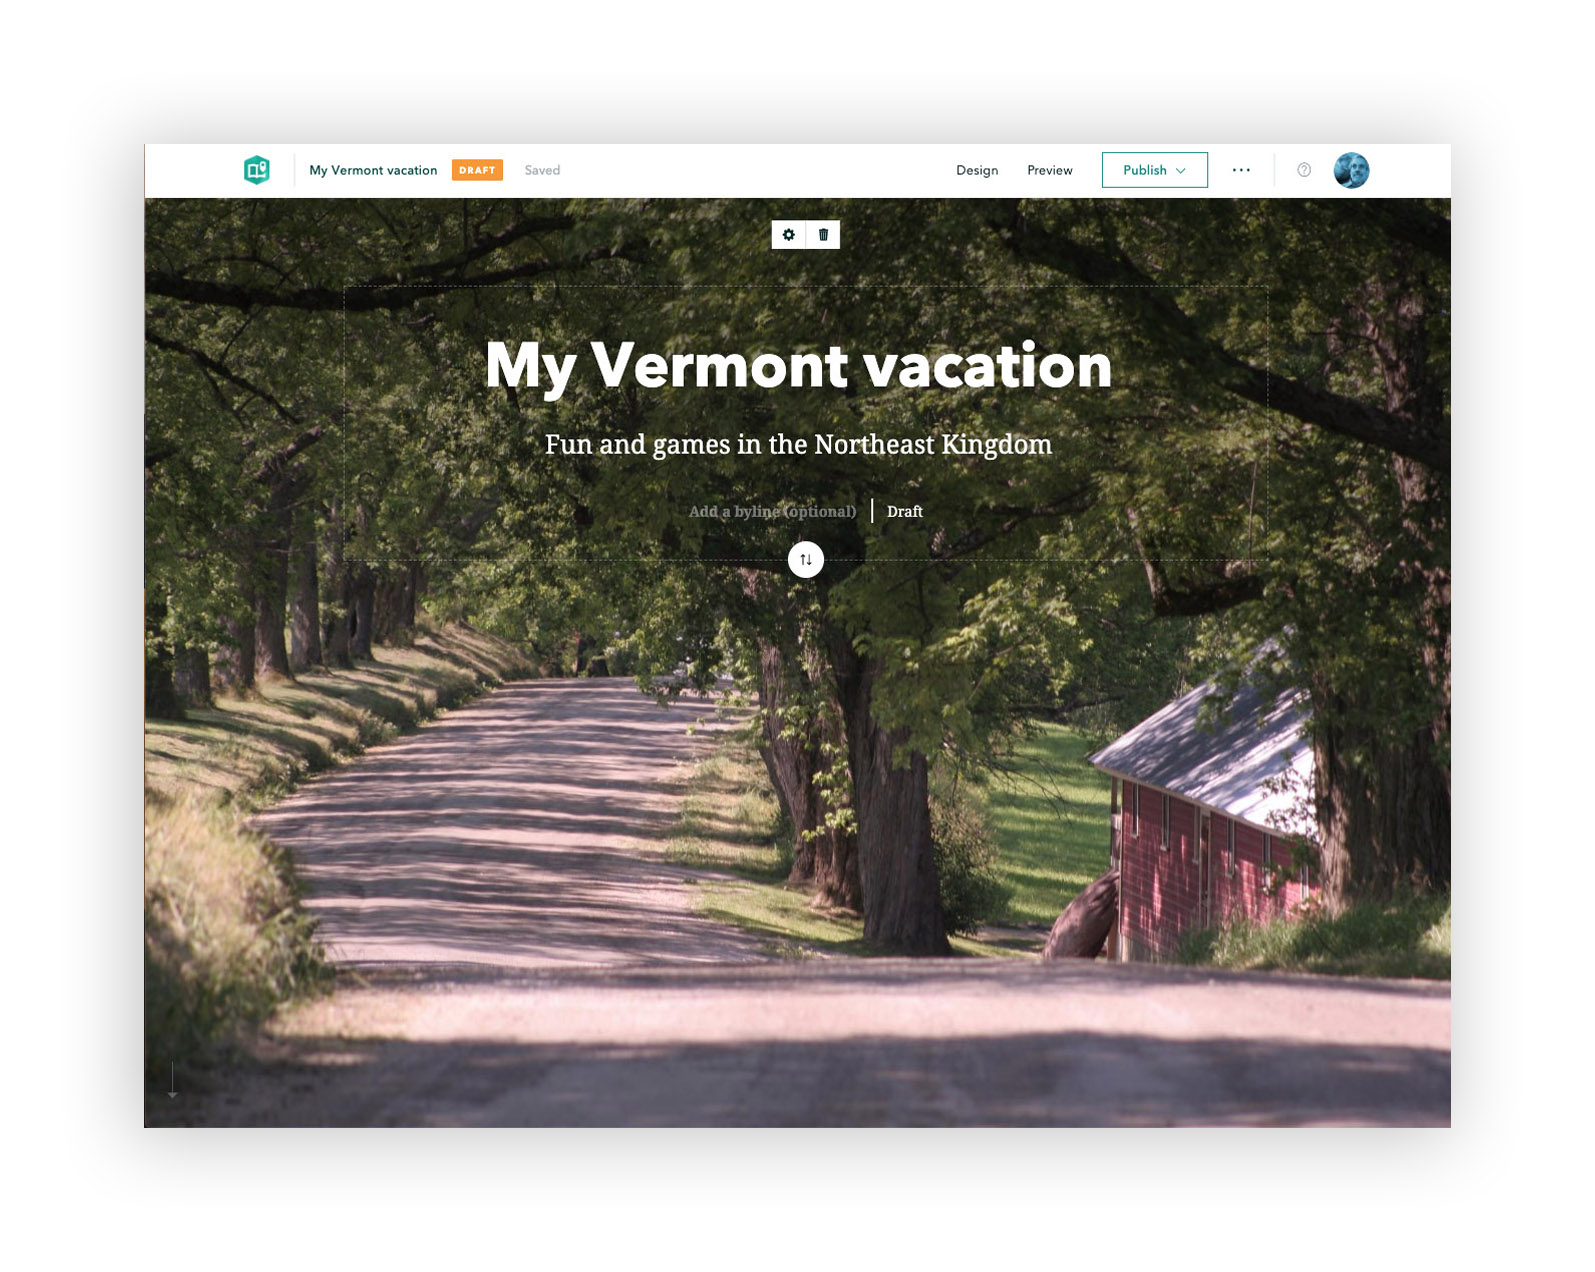 My Vermont vacation DRAFT Saved Design Preview Publish
My Vermont vacation
Fun and games in the Northeast Kingdom
Add a byline (optional) Draft